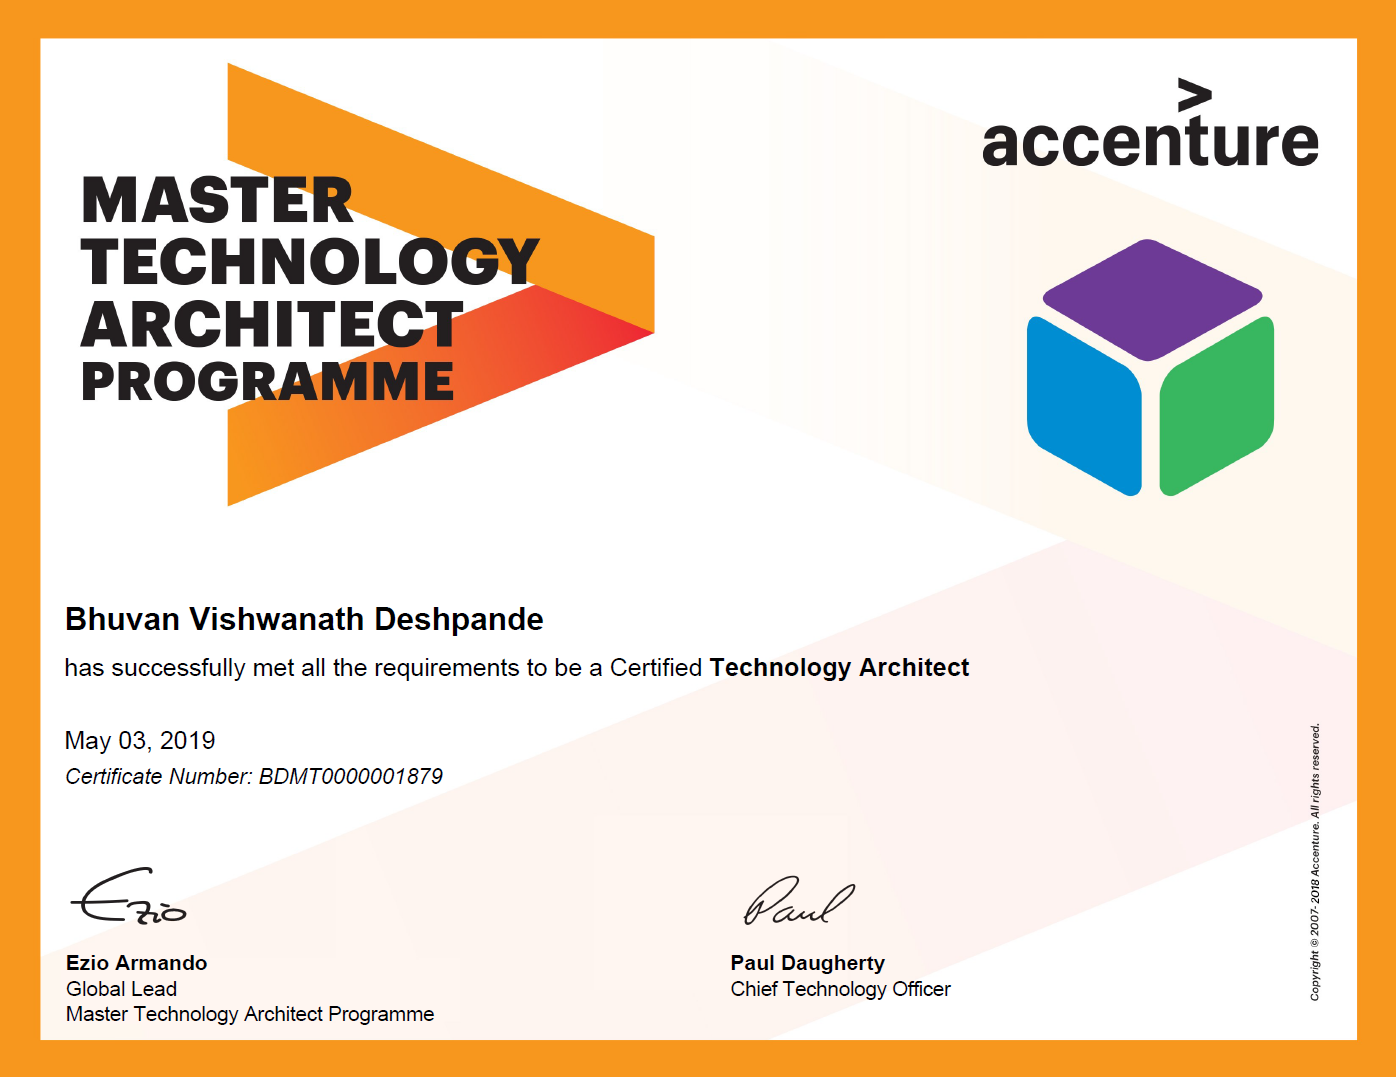 MASTER
TECHNOLOGY
ARCHITECT
PROGRAMME
>
accenture
Bhuvan Vishwanath Deshpande
has successfully met all the requirements to be a Certified Technology Architect
May 03, 2019
Certificate Number: BDMT0000001879
Ezio
Ezio Armando
Global Lead
Master Technology Architect Programme
Paul
Paul Daugherty
Chief Technology Officer
Copyright © 2007-2018 Accenture. All rights reserved.